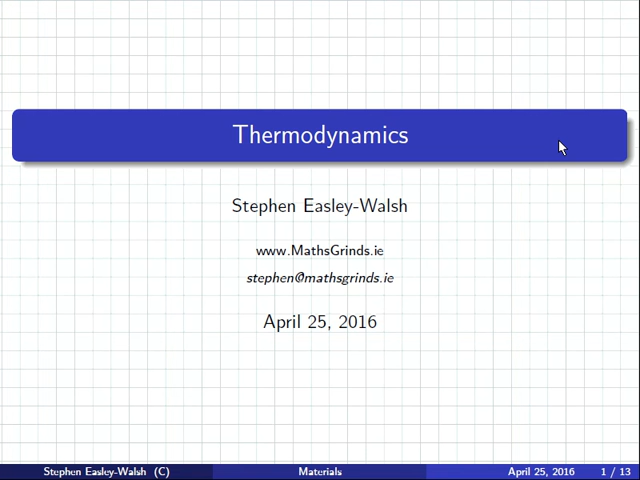 Thermodynamics
Stephen Easley-Walsh
www.MathsGrinds.ie
stephen@mathsgrinds.ie
April 25, 2016
Stephen Easley-Walsh (C) Materials April 25, 2016 1 / 13